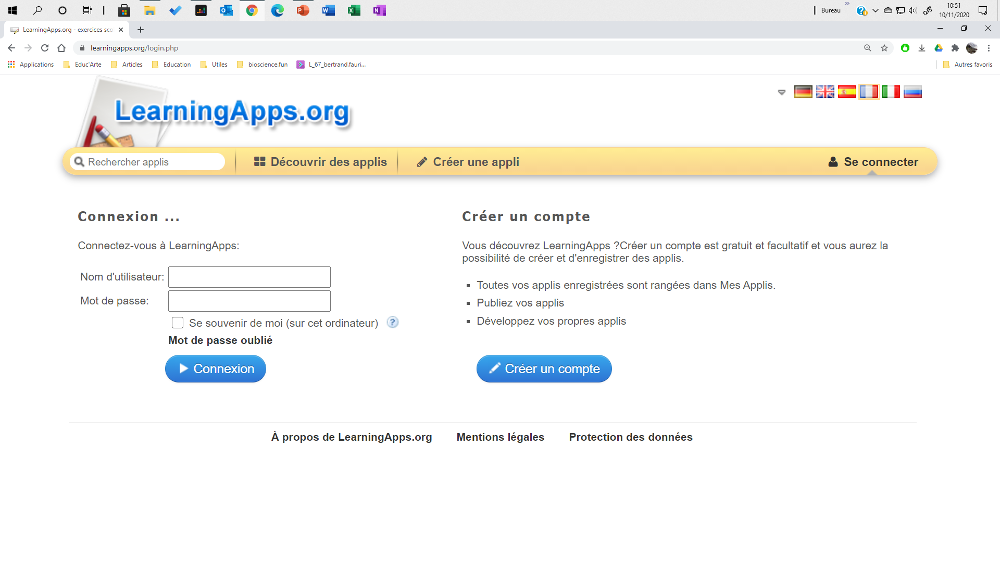 Bureau
10:51
10/11/2020
LearningApps.org - exercices sco
learningapps.org/login.php
Applications Educ'Arte Articles Education Utiles bioscience.fun L_67_bertrand.fauri... Autres favoris
LearningApps.org
Rechercher applis Découvrir des applis Créer une appli Se connecter
Connexion ...
Connectez-vous à LearningApps:
Nom d'utilisateur:
Mot de passe:
Se souvenir de moi (sur cet ordinateur) ?
Mot de passe oublié
Connexion
Créer un compte
Vous découvrez LearningApps ?Créer un compte est gratuit et facultatif et vous aurez la
possibilité de créer et d'enregistrer des applis.
Toutes vos applis enregistrées sont rangées dans Mes Applis.
Publiez vos applis
Développez vos propres applis
Créer un compte
À propos de LearningApps.org Mentions légales Protection des données